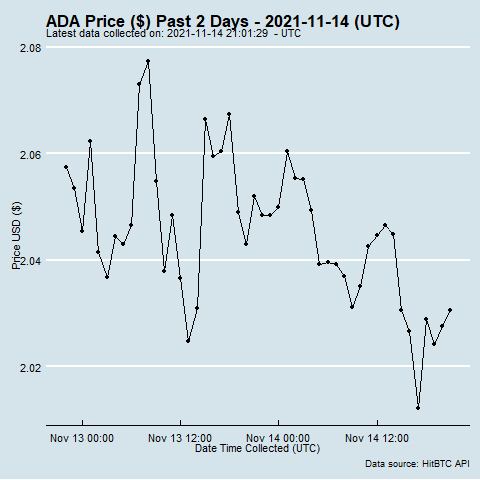 ADA Price ($) Past 2 Days - 2021-11-14 (UTC)
Latest data collected on: 2021-11-14 21:01:29 - UTC
2.08
2.06
2.04
2.02
Price USD ($)
Nov 13 00:00 Nov 13 12:00 Nov 14 00:00 Nov 14 12:00
Date Time Collected (UTC)
Data source: HitBTC API